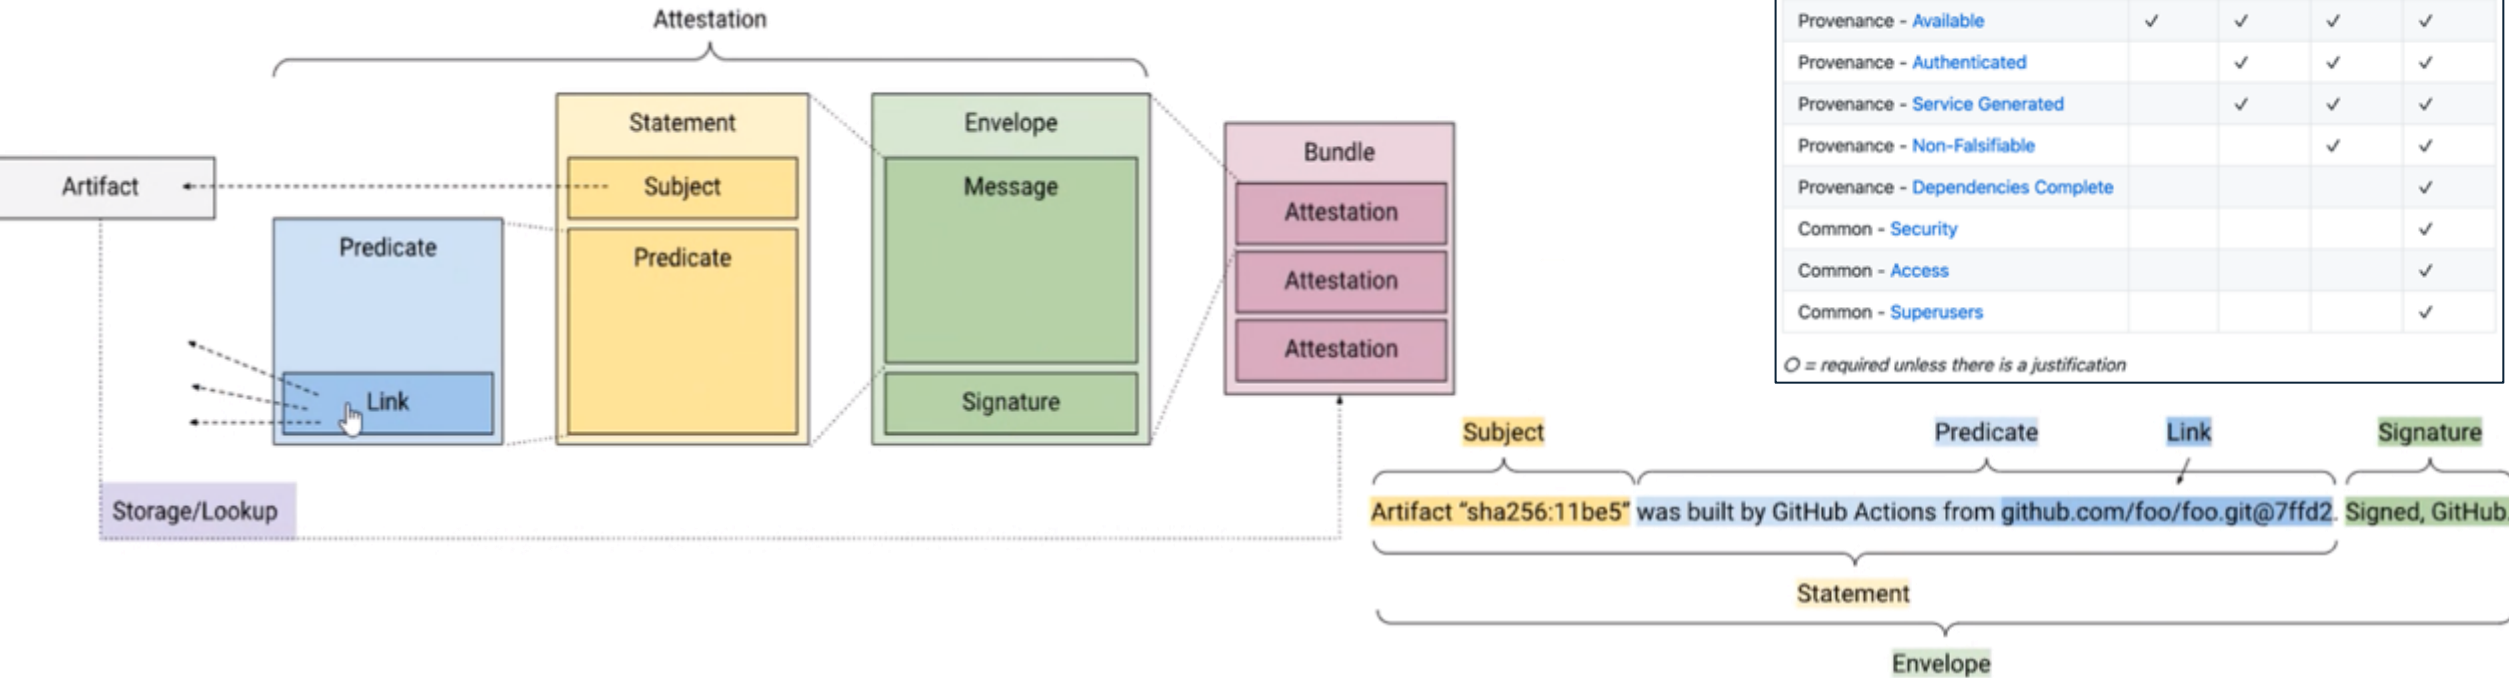 Attestation
Statement
Envelope
Bundle
Artifact
Subject
Message
Predicate
Predicate
Attestation
Attestation
Attestation
Link
Signature
Storage/Lookup
Provenance - Available ✓ ✓ ✓ ✓
Provenance - Authenticated ✓ ✓ ✓
Provenance - Service Generated ✓ ✓ ✓
Provenance - Non-Falsifiable ✓ ✓
Provenance - Dependencies Complete ✓
Common - Security ✓
Common - Access ✓
Common - Superusers ✓
O = required unless there is a justification
Subject Predicate Link Signature
Artifact “sha256:11be5” was built by GitHub Actions from github.com/foo/foo.git@7ffd2. Signed, GitHub.
Statement
Envelope